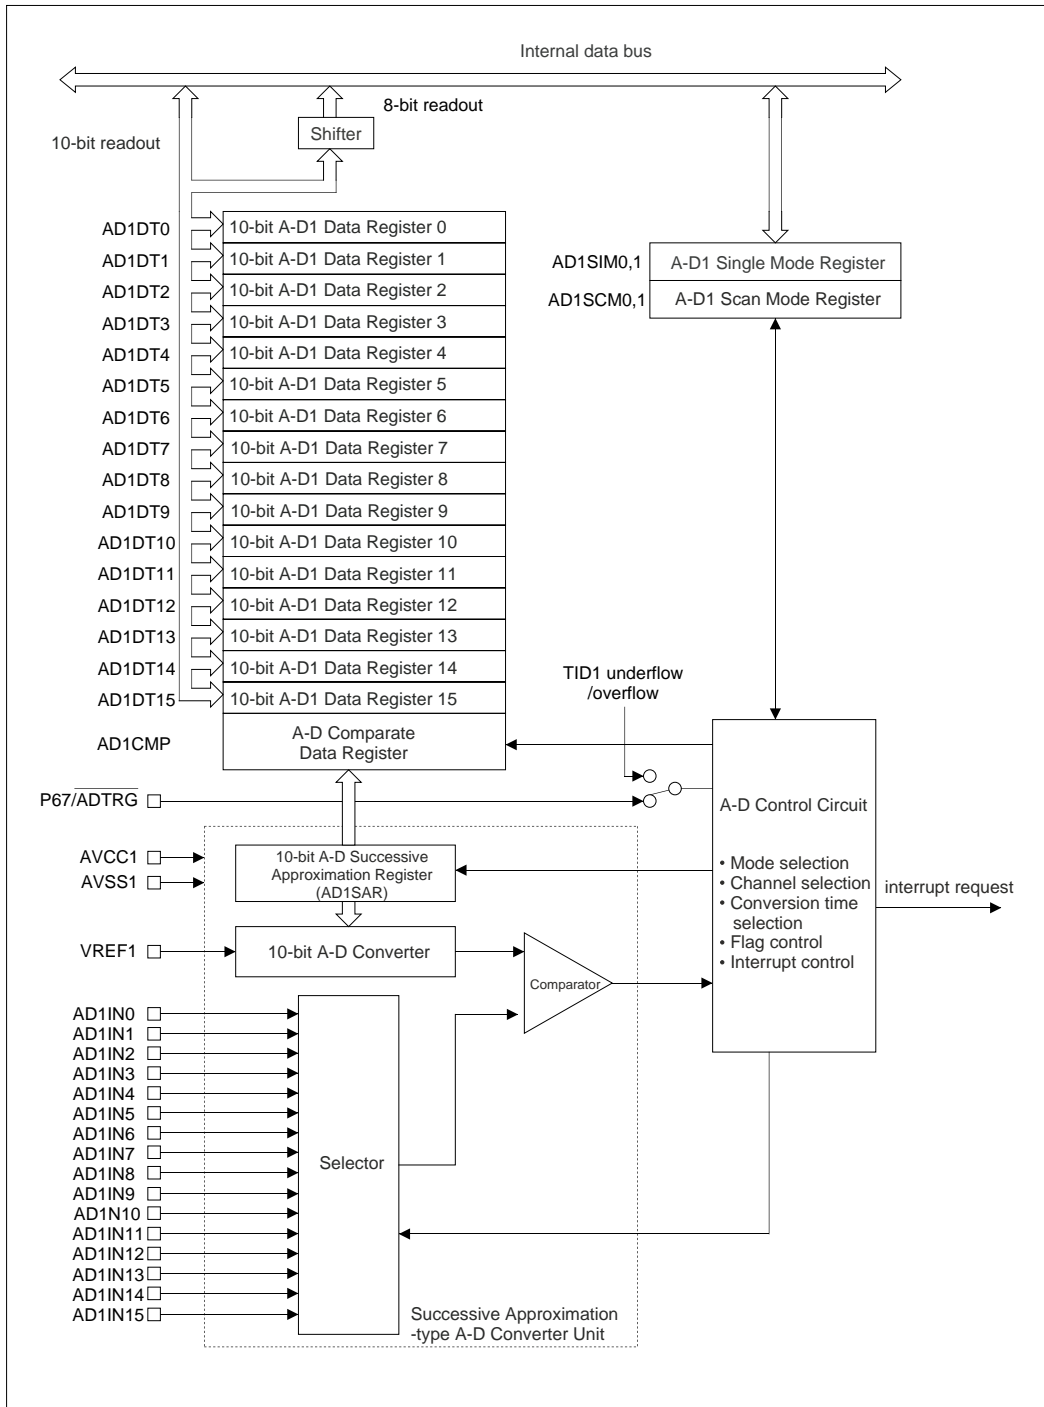 Internal data bus
8-bit readout
10-bit readout
Shifter
AD1DT0
10-bit A-D1 Data Register 0
AD1DT1
10-bit A-D1 Data Register 1
AD1DT2
10-bit A-D1 Data Register 2
AD1DT3
10-bit A-D1 Data Register 3
AD1DT4
10-bit A-D1 Data Register 4
AD1DT5
10-bit A-D1 Data Register 5
AD1DT6
10-bit A-D1 Data Register 6
AD1DT7
10-bit A-D1 Data Register 7
AD1DT8
10-bit A-D1 Data Register 8
AD1DT9
10-bit A-D1 Data Register 9
AD1DT10
10-bit A-D1 Data Register 10
AD1DT11
10-bit A-D1 Data Register 11
AD1DT12
10-bit A-D1 Data Register 12
AD1DT13
10-bit A-D1 Data Register 13
AD1DT14
10-bit A-D1 Data Register 14
AD1DT15
10-bit A-D1 Data Register 15
AD1CMP
A-D Comparate
Data Register
AD1SIM0,1
A-D1 Single Mode Register
AD1SCM0,1
A-D1 Scan Mode Register
TID1 underflow
/overflow
P67/ADTRG
A-D Control Circuit
• Mode selection
• Channel selection
• Conversion time
selection
• Flag control
• Interrupt control
interrupt request
AVCC1
AVSS1
10-bit A-D Successive
Approximation Register
(AD1SAR)
VREF1
10-bit A-D Converter
Comparator
AD1IN0
AD1IN1
AD1IN2
AD1IN3
AD1IN4
AD1IN5
AD1IN6
AD1IN7
AD1IN8
AD1IN9
AD1N10
AD1IN11
AD1IN12
AD1IN13
AD1IN14
AD1IN15
Selector
Successive Approximation
-type A-D Converter Unit